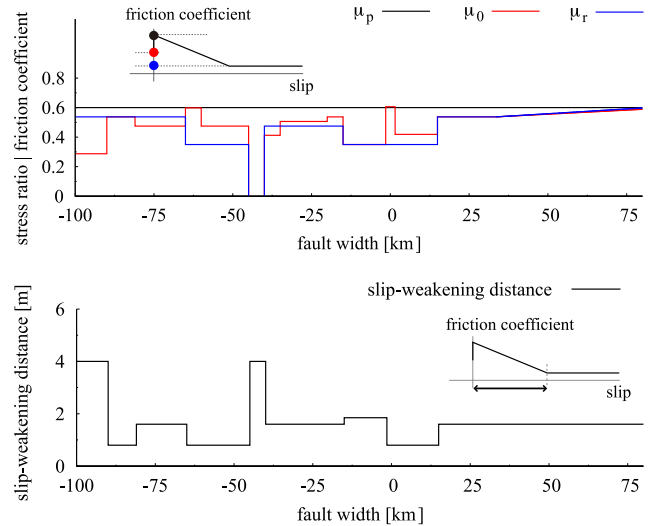 friction coefficient
μp
μ0
μr
slip
stress ratio | friction coefficient
0.8
0.6
0.4
0.2
0
-100 -75 -50 -25 0 25 50 75
fault width [km]
slip-weakening distance
friction coefficient
slip
slip-weakening distance [m]
6
4
2
0
-100 -75 -50 -25 0 25 50 75
fault width [km]